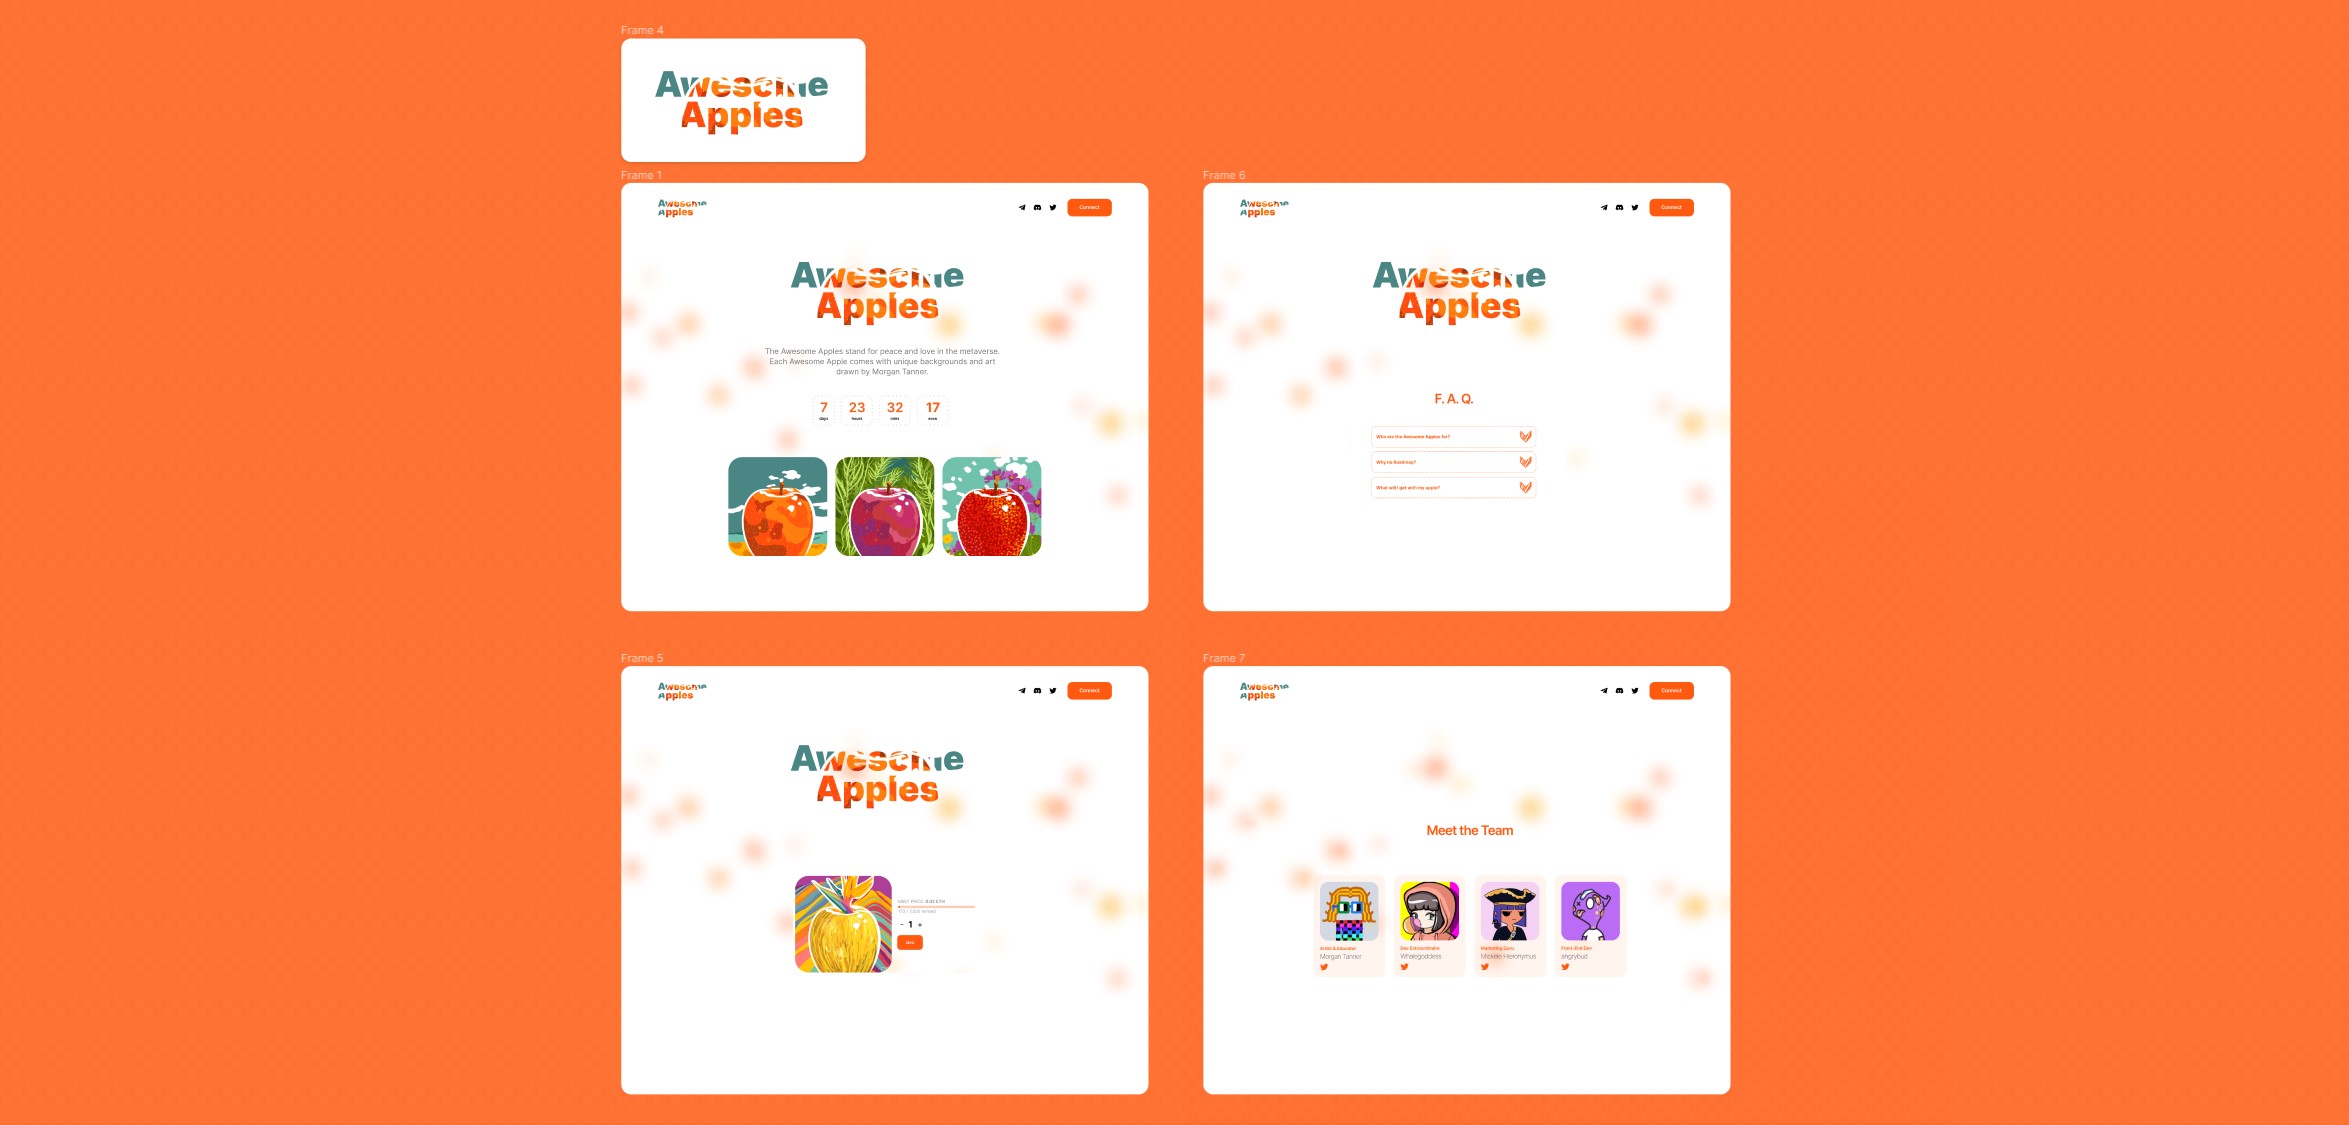 Frame 4
Awesome
Apples
Frame 1
Awesome
Apples
Connect
Awesome
Apples
The Awesome Apples stand for peace and love in the metaverse.
Each Awesome Apple comes with unique backgrounds and art
drawn by Morgan Tanner.
7 23 32 17
days hours mins secs
Frame 6
Awesome
Apples
Connect
Awesome
Apples
F. A. Q.
Who are the Awesome Apples for?
Why no Roadmap?
What will I get with my apple?
Frame 5
Awesome
Apples
Connect
Awesome
Apples
MINT PRICE: 0.02 ETH
minted
- 1 +
Mint
Frame 7
Awesome
Apples
Connect
Meet the Team
Artist & Educator
Morgan Tanner
Dev Extraordinaire
Whalegoddess
Marketing Guru
Mickele Hieronymus
Front-End Dev
angrybud